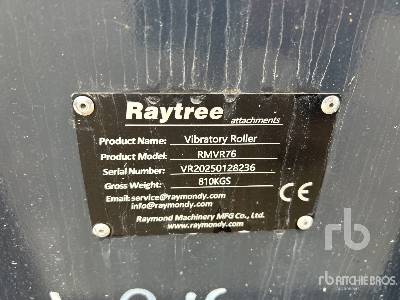 Raytree
attachments
Product Name: Vibratory Roller
Product Model: RMVR76
Serial Number: VR20250128236
Gross Weight: 810KGS
Email: service@raymondy.com
info@raymondy.com
CE
Raymond Machinery MFG Co., Ltd.
www.raymondy.com
rb
rb RITCHIE BROS.